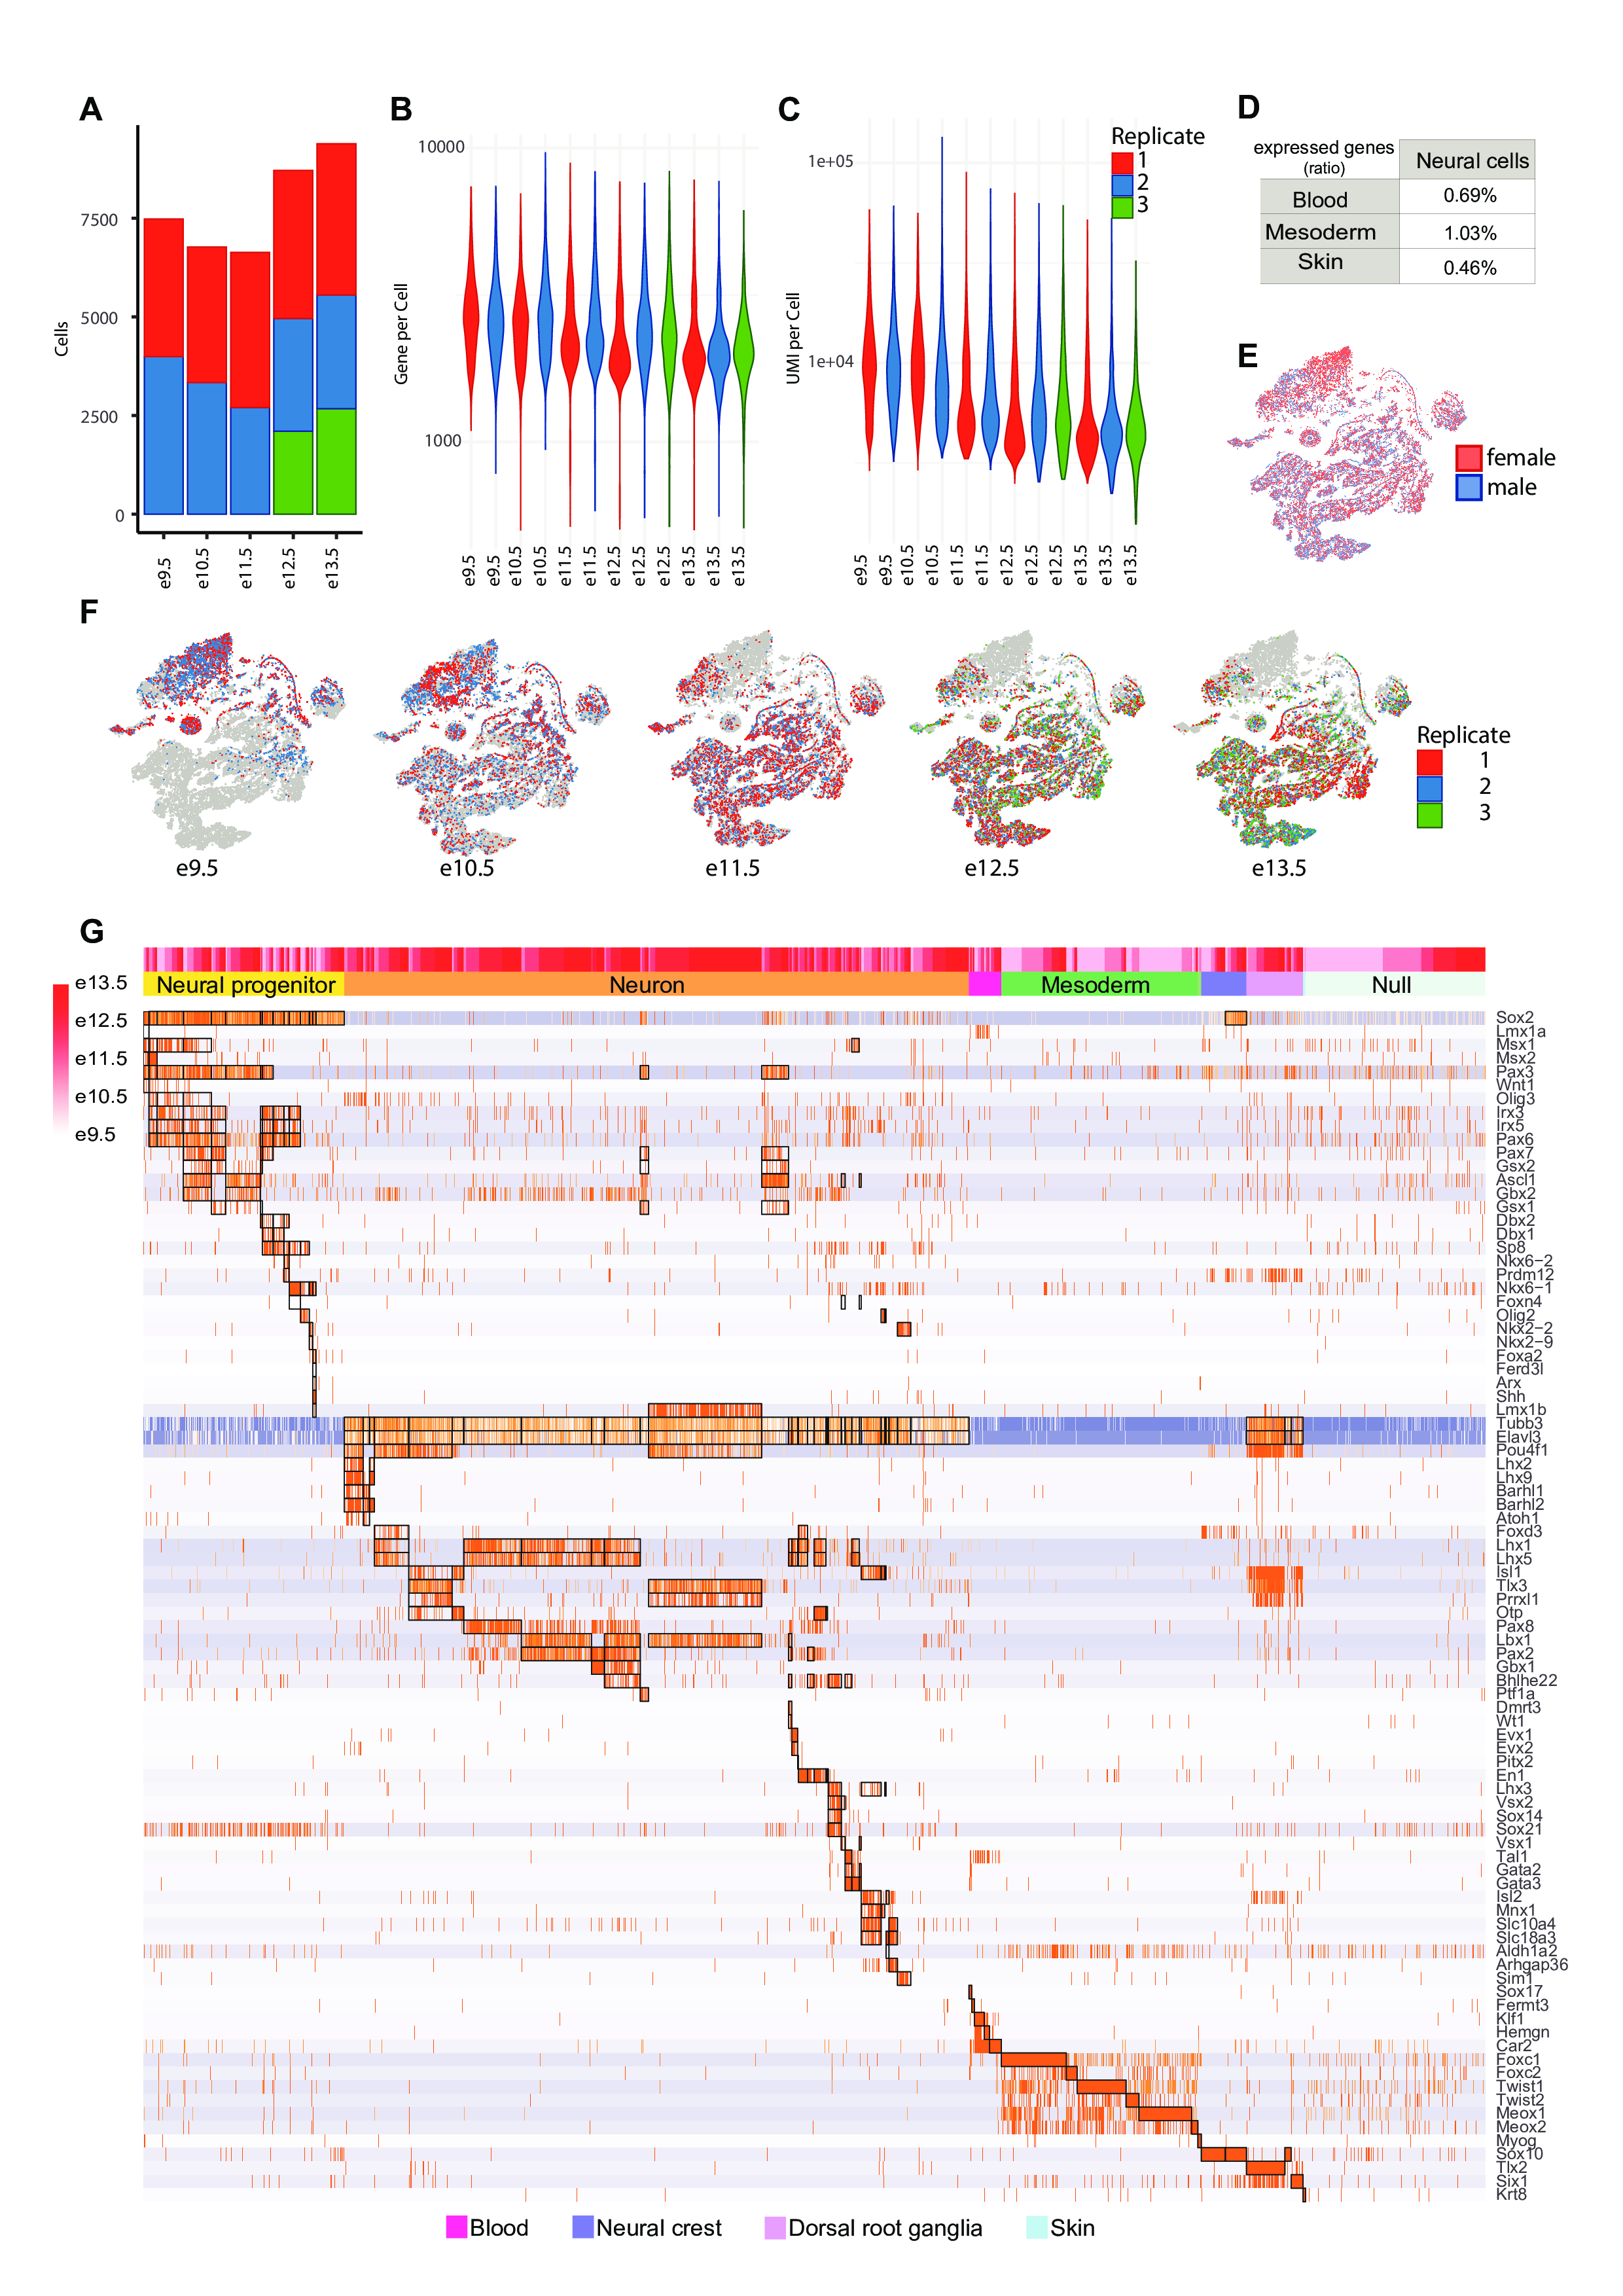 A
B
C
D
Cells
7500
5000
2500
0
e9.5
e10.5
e11.5
e12.5
e13.5
Gene per Cell
10000
1000
e9.5
e9.5
e10.5
e10.5
e11.5
e11.5
e12.5
e12.5
e12.5
e13.5
e13.5
e13.5
UMI per Cell
1e+05
1e+04
e9.5
e9.5
e10.5
e10.5
e11.5
e11.5
e12.5
e12.5
e12.5
e13.5
e13.5
e13.5
Replicate
1
2
3
expressed genes
(ratio)
Neural cells
Blood 0.69%
Mesoderm 1.03%
Skin 0.46%
E
female
male
F
e9.5
e10.5
e11.5
e12.5
e13.5
Replicate
1
2
3
G
e13.5
e12.5
e11.5
e10.5
e9.5
Neural progenitor
Neuron
Mesoderm
Null
Sox2
Lmx1a
Msx1
Msx2
Pax3
Wnt1
Olig3
Irx3
Irx5
Pax6
Pax7
Gsx2
Ascl1
Gbx2
Gsx1
Dbx2
Dbx1
Sp8
Nkx6−2
Prdm12
Nkx6−1
Foxn4
Olig2
Nkx2−2
Nkx2−9
Foxa2
Ferd3l
Arx
Shh
Lmx1b
Tubb3
Elavl3
Pou4f1
Lhx2
Lhx9
Barhl1
Barhl2
Atoh1
Foxd3
Lhx1
Lhx5
Isl1
Tlx3
Prrxl1
Otp
Pax8
Lbx1
Pax2
Gbx1
Bhlhe22
Ptf1a
Dmrt3
Wt1
Evx1
Evx2
Pitx2
En1
Lhx3
Vsx2
Sox14
Sox21
Vsx1
Tal1
Gata2
Gata3
Isl2
Mnx1
Slc10a4
Slc18a3
Aldh1a2
Arhgap36
Sim1
Sox17
Fermt3
Klf1
Hemgn
Car2
Foxc1
Foxc2
Twist1
Twist2
Meox1
Meox2
Myog
Sox10
Tlx2
Six1
Krt8
Blood
Neural crest
Dorsal root ganglia
Skin